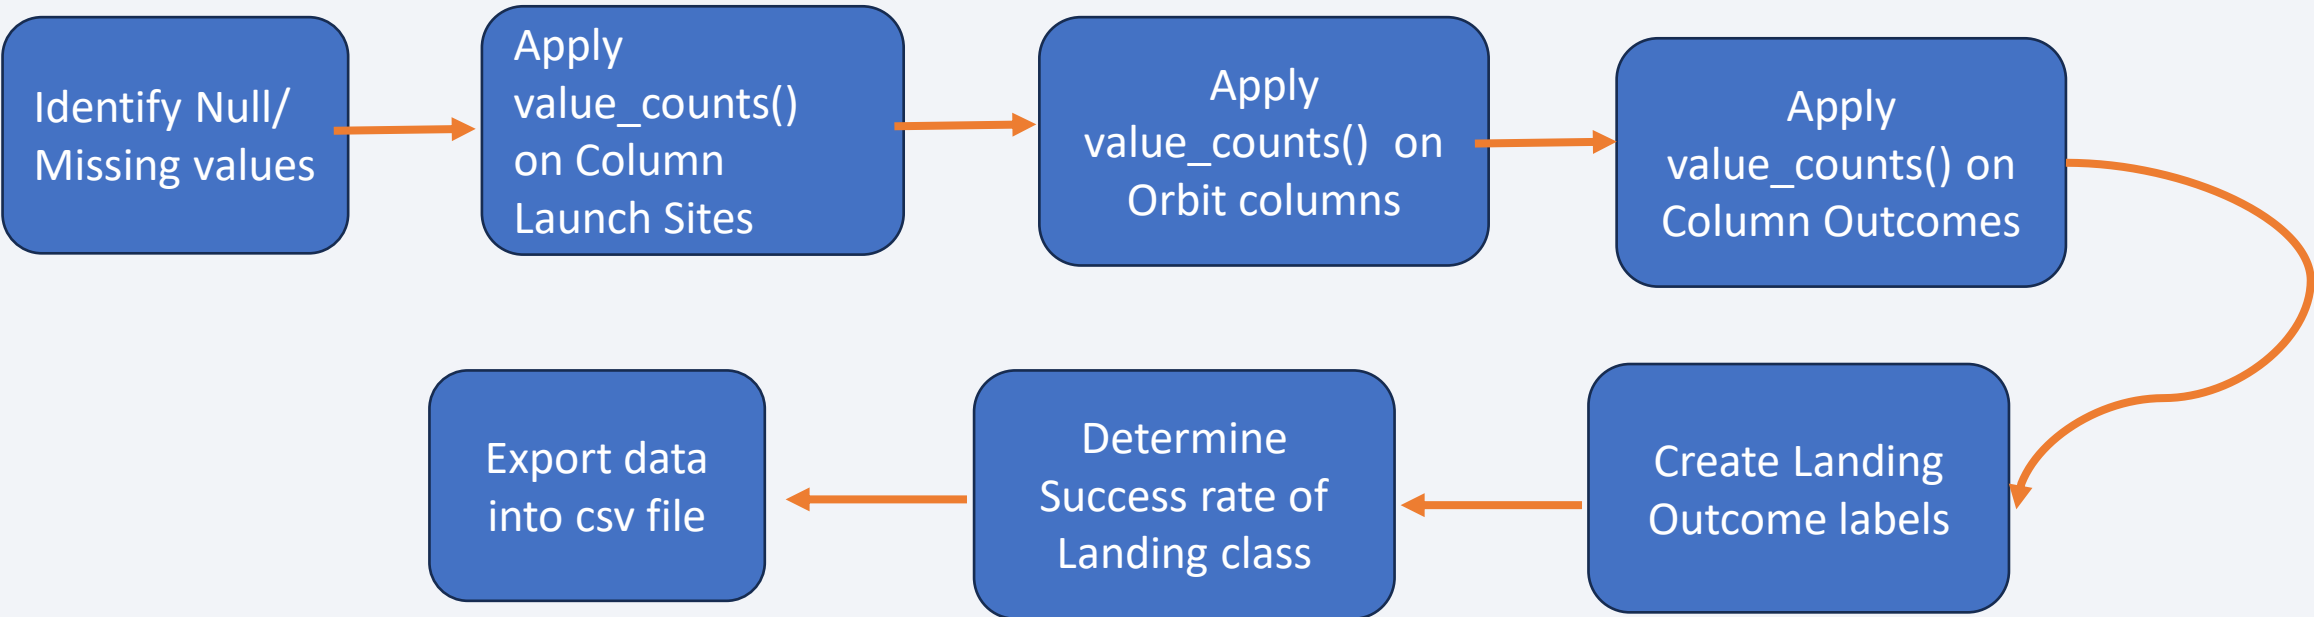 Identify Null/
Missing values
Apply
value_counts()
on Column
Launch Sites
Apply
value_counts()  on
Orbit columns
Apply
value_counts() on
Column Outcomes
Create Landing
Outcome labels
Determine
Success rate of
Landing class
Export data
into csv file